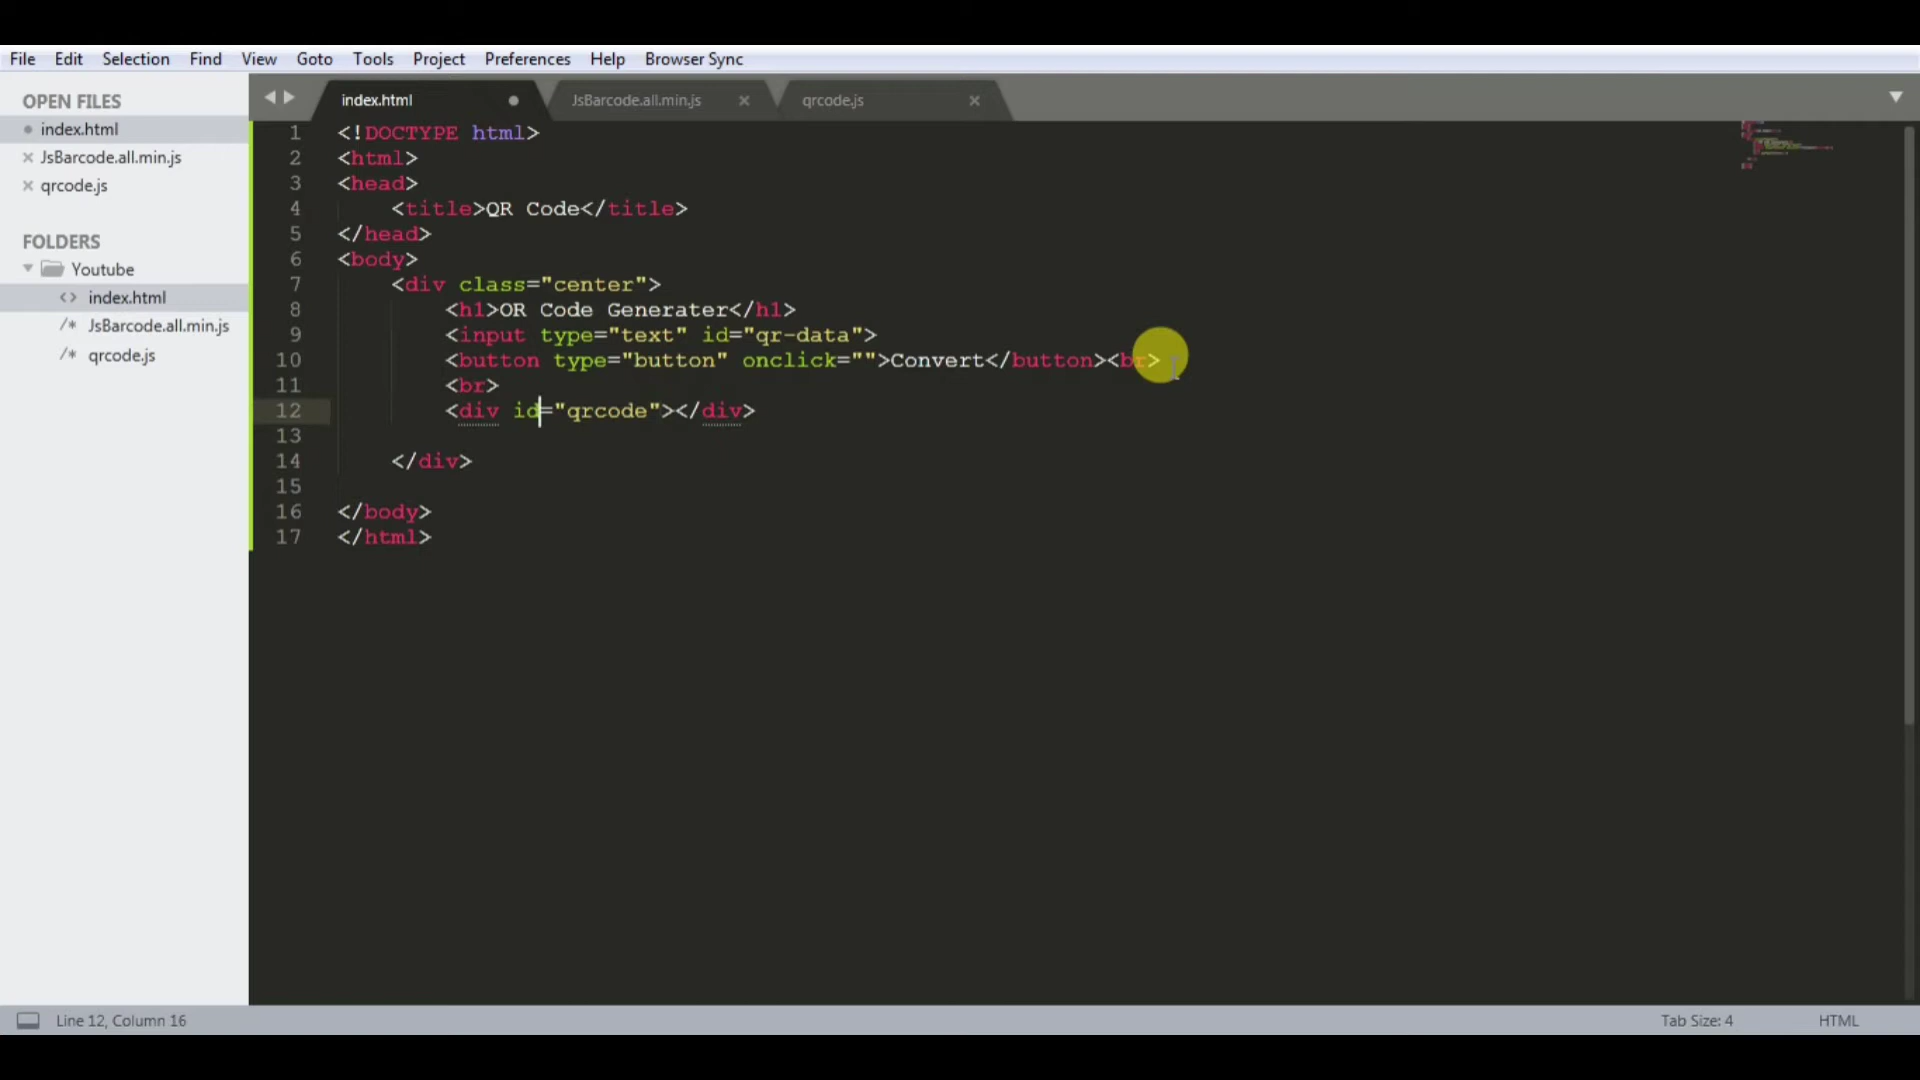 File Edit Selection Find View Goto Tools Project Preferences Help Browser Sync
OPEN FILES
index.html
JsBarcode.all.min.js
qrcode.js
FOLDERS
Youtube
<> index.html
/* JsBarcode.all.min.js
/* qrcode.js
index.html JsBarcode.all.min.js qrcode.js
1 <!DOCTYPE html>
2 <html>
3 <head>
4 <title>QR Code</title>
5 </head>
6 <body>
7 <div class="center">
8 <h1>OR Code Generater</h1>
9 <input type="text" id="qr-data">
10 <button type="button" onclick="">Convert</button><br>
11 <br>
12 <div id="qrcode"></div>
13
14 </div>
15
16 </body>
17 </html>
Line 12, Column 16 Tab Size: 4 HTML